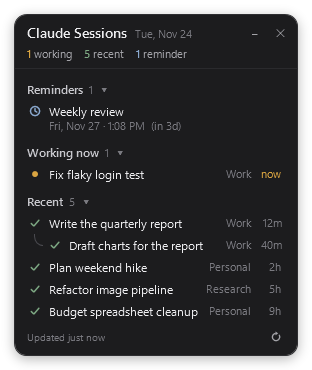 Claude Sessions Tue, Nov 24
1 working 5 recent 1 reminder
Reminders 1
Weekly review
Fri, Nov 27 · 1:08 PM (in 3d)
Working now 1
Fix flaky login test Work now
Recent 5
Write the quarterly report Work 12m
Draft charts for the report Work 40m
Plan weekend hike Personal 2h
Refactor image pipeline Research 5h
Budget spreadsheet cleanup Personal 9h
Updated just now